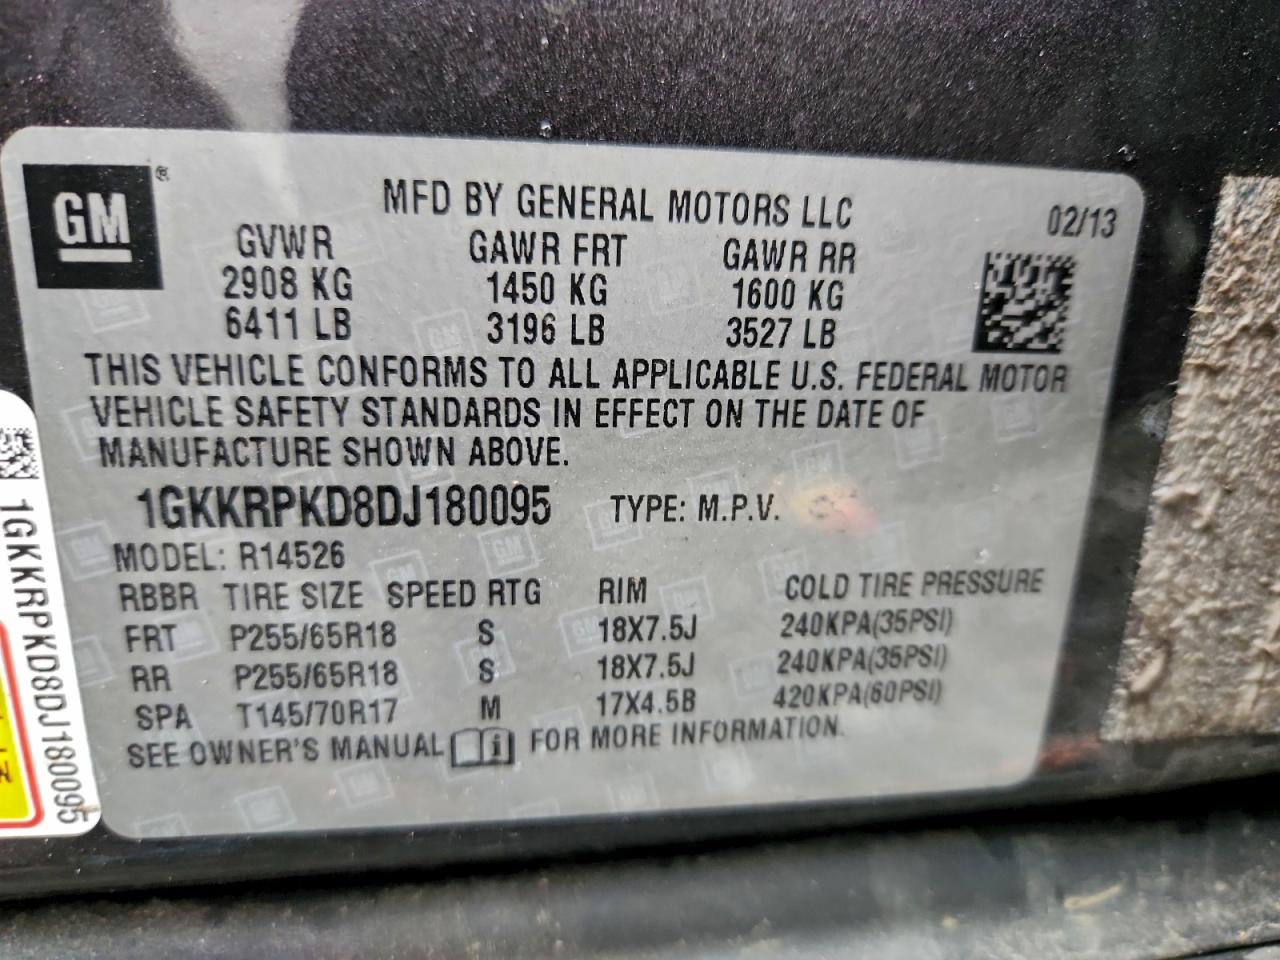 GM ®
MFD BY GENERAL MOTORS LLC
02/13
GVWR GAWR FRT GAWR RR
2908 KG 1450 KG 1600 KG
6411 LB 3196 LB 3527 LB
THIS VEHICLE CONFORMS TO ALL APPLICABLE U.S. FEDERAL MOTOR
VEHICLE SAFETY STANDARDS IN EFFECT ON THE DATE OF
MANUFACTURE SHOWN ABOVE.
1GKKRPKD8DJ180095 TYPE: M.P.V.
MODEL: R14526
RBBR TIRE SIZE SPEED RTG RIM COLD TIRE PRESSURE
FRT P255/65R18 S 18X7.5J 240KPA(35PSI)
RR P255/65R18 S 18X7.5J 240KPA(35PSI)
SPA T145/70R17 M 17X4.5B 420KPA(60PSI)
SEE OWNER'S MANUAL i FOR MORE INFORMATION.
1GKKRPKD8DJ180095